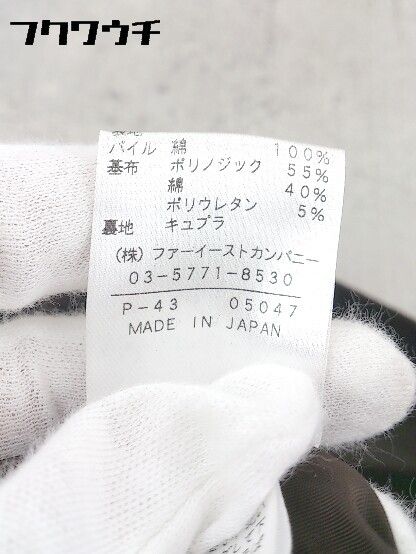 フクワウチ
パイル 綿 100%
基布 ポリノジック 55%
綿 40%
ポリウレタン 5%
裏地 キュプラ
(株) ファーイーストカンパニー
03-5771-8530
P-43 05047
MADE IN JAPAN